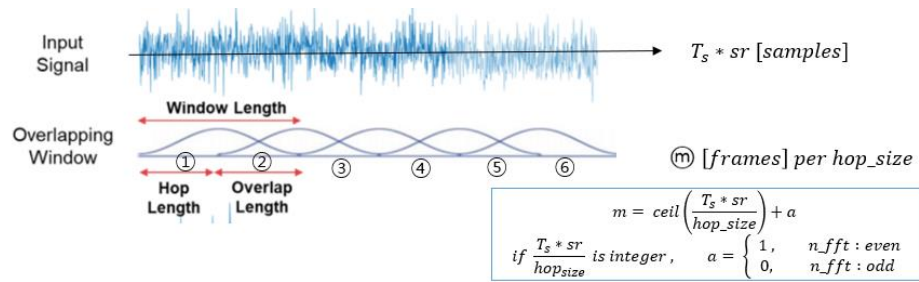 Input
Signal
T_s * sr [samples]
Window Length
Overlapping
Window
① ② ③ ④ ⑤ ⑥
ⓜ [frames] per hop_size
Hop
Length
Overlap
Length
m = ceil(T_s * sr / hop_size) + a
if T_s * sr / hop_size is integer , a = { 1 , n_fft : even
0, n_fft : odd